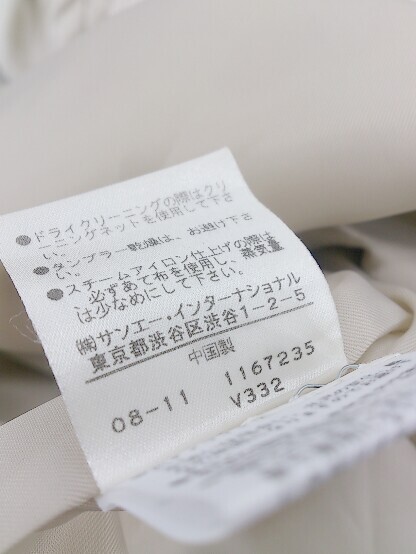 ●ドライクリーニングの際はクリ
ーニングネットを使用して下さ
い。
●タンブラー乾燥は、お避け下さ
い。
●スチームアイロン仕上げの際は
、必ずあて布を使用し、蒸気量
は少なめにして下さい。
㈱サンエー・インターナショナル
東京都渋谷区渋谷1-2-5
中国製
08-11 1167235
V332